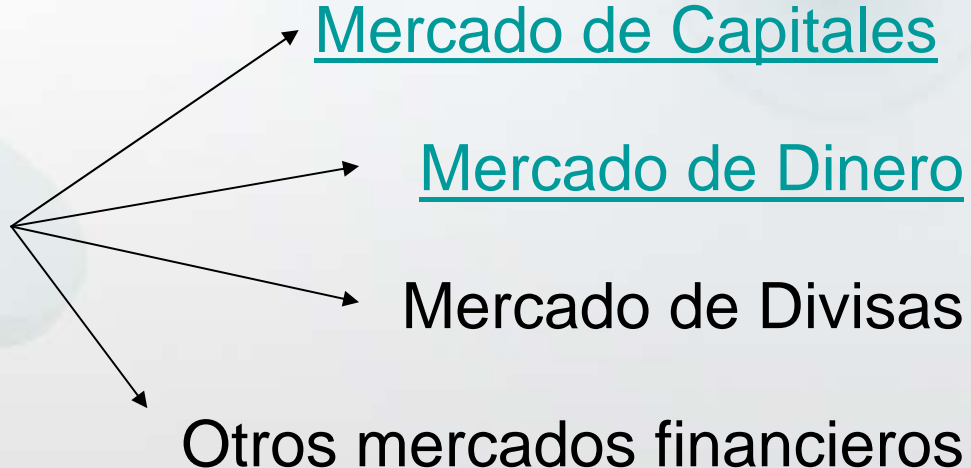 Mercado de Capitales
Mercado de Dinero
Mercado de Divisas
Otros mercados financieros